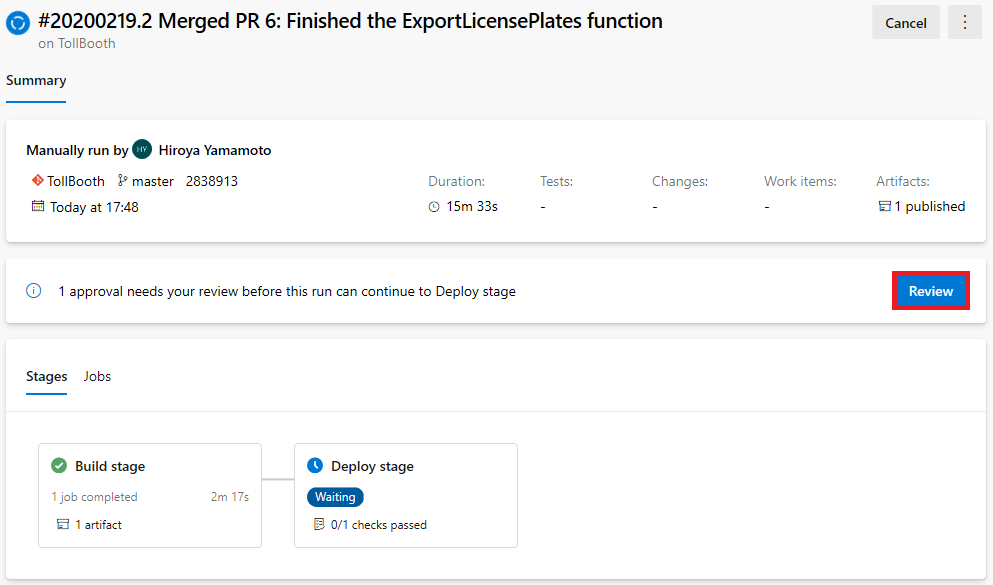 #20200219.2 Merged PR 6: Finished the ExportLicensePlates function
Cancel
on TollBooth
Summary
Manually run by HY Hiroya Yamamoto
TollBooth master 2838913
Duration: Tests: Changes: Work items: Artifacts:
Today at 17:48
15m 33s - - - 1 published
1 approval needs your review before this run can continue to Deploy stage
Review
Stages Jobs
Build stage
1 job completed 2m 17s
1 artifact
Deploy stage
Waiting
0/1 checks passed